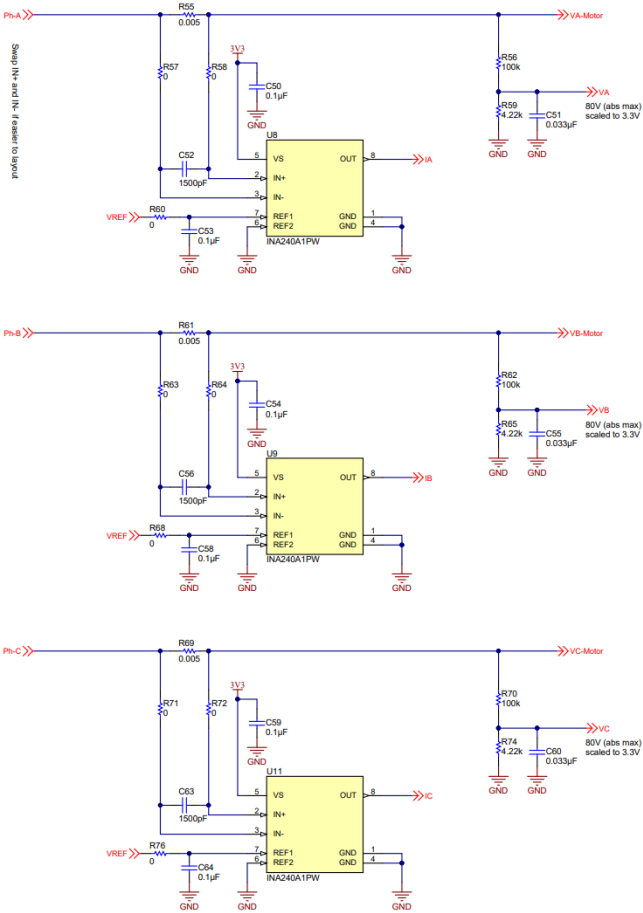 Ph-A
R55
0.005
VA-Motor
Swap IN+ and IN- if easier to layout
R57
0
R58
0
3V3
C50
0.1µF
GND
R56
100k
VA
R59
4.22k
C51
0.033µF
80V (abs max)
scaled to 3.3V
GND
GND
U8
C52
1500pF
5
VS
OUT
8
IA
2
IN+
3
IN-
VREF
R60
0
7
REF1
GND
1
6
REF2
GND
4
C53
0.1µF
INA240A1PW
GND
GND
GND
Ph-B
R61
0.005
VB-Motor
R63
0
R64
0
3V3
C54
0.1µF
GND
R62
100k
VB
R65
4.22k
C55
0.033µF
80V (abs max)
scaled to 3.3V
GND
GND
U9
C56
1500pF
5
VS
OUT
8
IB
2
IN+
3
IN-
VREF
R68
0
7
REF1
GND
1
6
REF2
GND
4
C58
0.1µF
INA240A1PW
GND
GND
GND
Ph-C
R69
0.005
VC-Motor
R71
0
R72
0
3V3
C59
0.1µF
GND
R70
100k
VC
R74
4.22k
C60
0.033µF
80V (abs max)
scaled to 3.3V
GND
GND
U11
C63
1500pF
5
VS
OUT
8
IC
2
IN+
3
IN-
VREF
R76
0
7
REF1
GND
1
6
REF2
GND
4
C64
0.1µF
INA240A1PW
GND
GND
GND